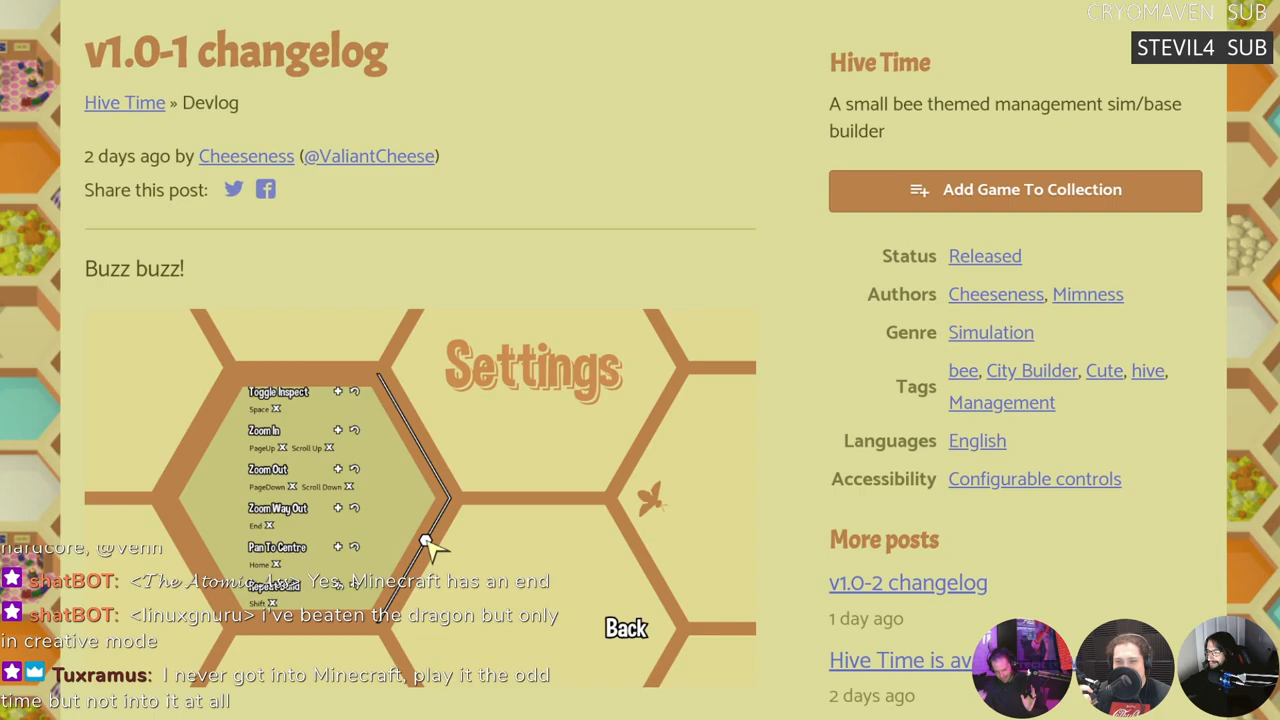 CRYOMAVEN SUB
STEVIL4 SUB
v1.0-1 changelog
Hive Time » Devlog
2 days ago by Cheeseness (@ValiantCheese)
Share this post:
Buzz buzz!
Settings
Toggle Inspect
Space
Zoom In
PageUp Scroll Up
Zoom Out
PageDown Scroll Down
Zoom Way Out
End
Pan To Centre
Home
Repeat Build
Shift
Back
Hive Time
A small bee themed management sim/base
builder
Add Game To Collection
Status Released
Authors Cheeseness, Mimness
Genre Simulation
Tags bee, City Builder, Cute, hive,
Management
Languages English
Accessibility Configurable controls
More posts
v1.0-2 changelog
1 day ago
Hive Time is av
2 days ago
hardcore, @venn
shatBOT: <The Atomic> Yes, Minecraft has an end
shatBOT: <linuxgnuru> i've beaten the dragon but only
in creative mode
Tuxramus: I never got into Minecraft, play it the odd
time but not into it at all